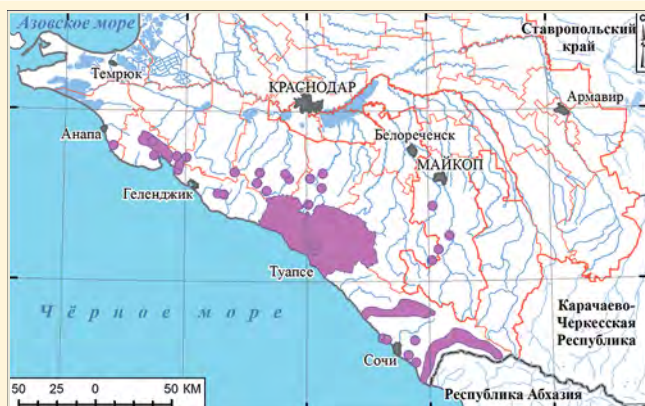 Азовское море
Ставропольский
край
С
Темрюк
КРАСНОДАР
Армавир
Анапа
Белореченск
МАЙКОП
Геленджик
Туапсе
Чёрное море
Карачаево-
Черкесская
Республика
Сочи
Республика Абхазия
50 25 0 50 КМ